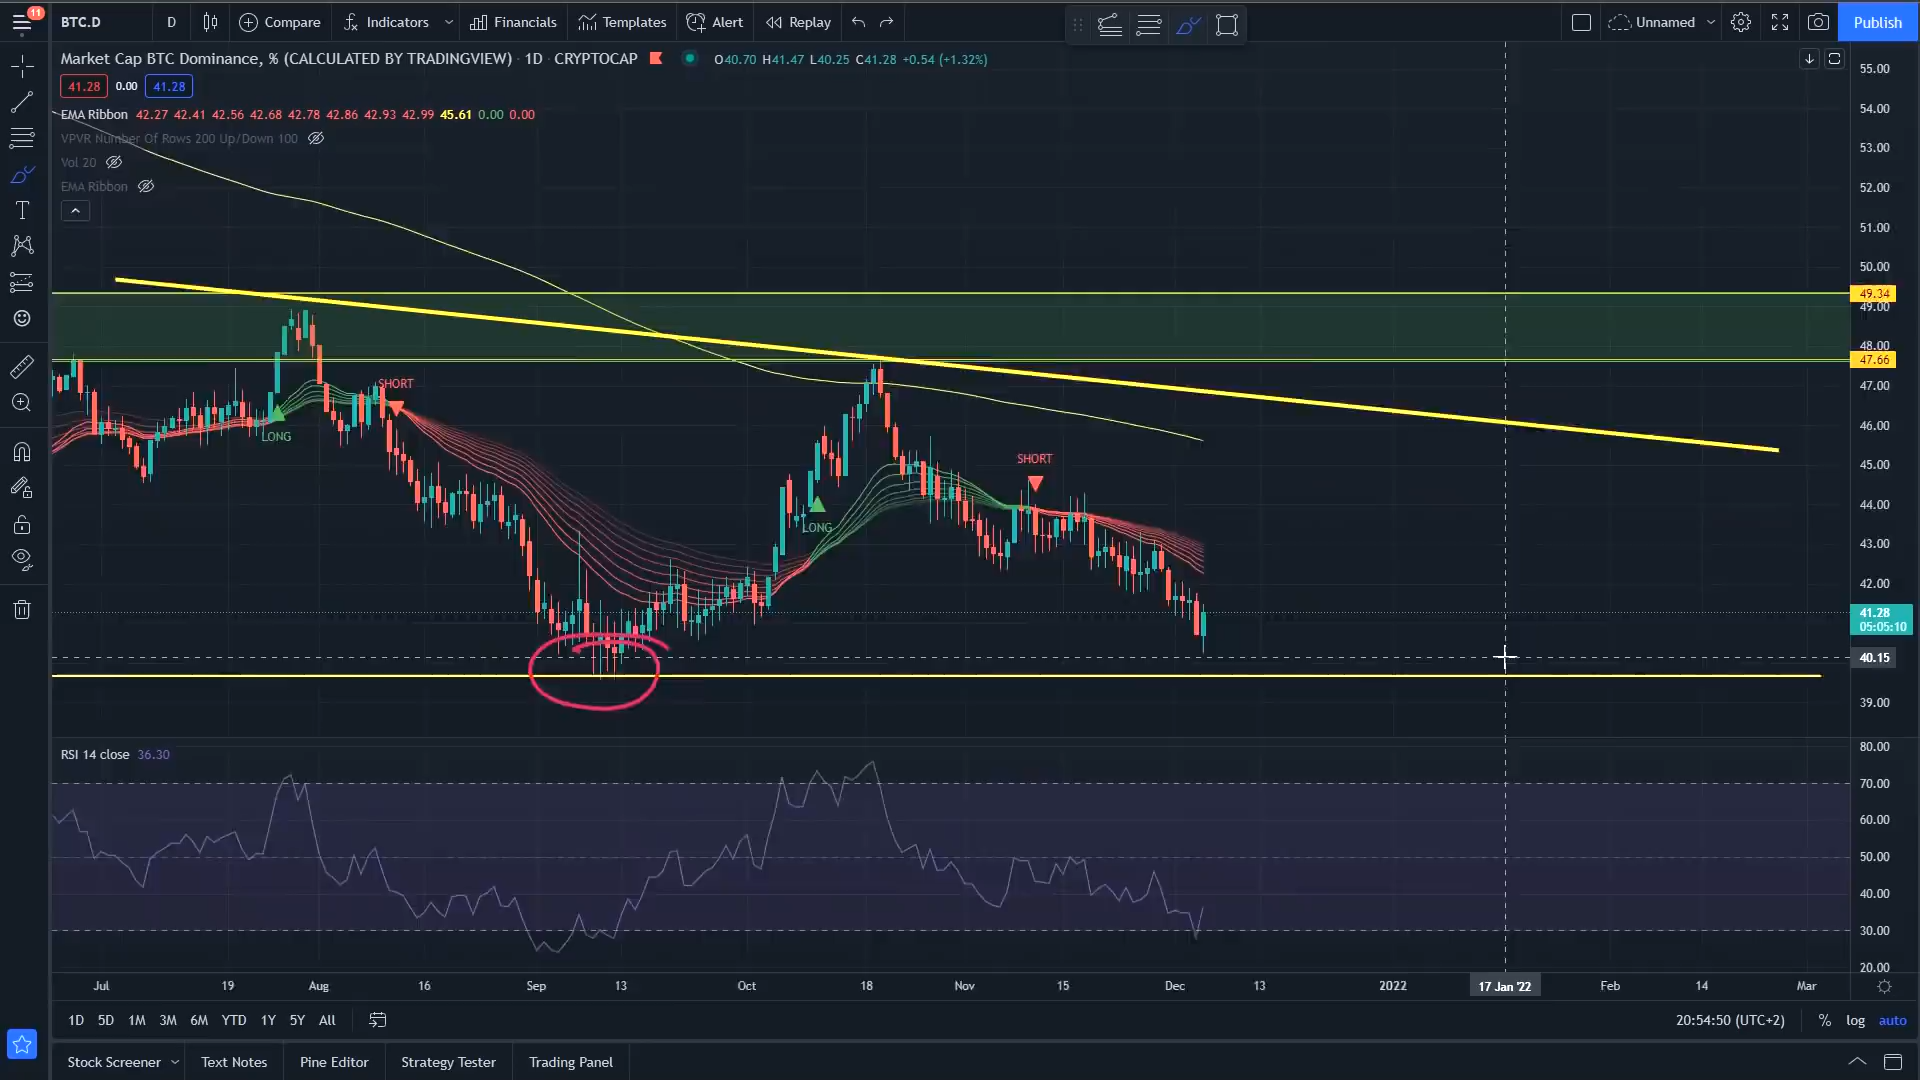 11
BTC.D D Compare Indicators Financials Templates Alert Replay Unnamed Publish
Market Cap BTC Dominance, % (CALCULATED BY TRADINGVIEW) · 1D · CRYPTOCAP O40.70 H41.47 L40.25 C41.28 +0.54 (+1.32%)
41.28 0.00 41.28
EMA Ribbon 42.27 42.41 42.56 42.68 42.78 42.86 42.93 42.99 45.61 0.00 0.00
VPVR Number Of Rows 200 Up/Down 100
Vol 20
EMA Ribbon
55.00
54.00
53.00
52.00
51.00
50.00
49.34
49.00
48.00
47.66
47.00
46.00
45.00
44.00
43.00
42.00
41.28
05:05:10
40.15
39.00
SHORT
LONG
SHORT
LONG
RSI 14 close 36.30
80.00
70.00
60.00
50.00
40.00
30.00
20.00
Jul 19 Aug 16 Sep 13 Oct 18 Nov 15 Dec 13 2022 17 Jan '22 Feb 14 Mar
1D 5D 1M 3M 6M YTD 1Y 5Y All 20:54:50 (UTC+2) % log auto
Stock Screener Text Notes Pine Editor Strategy Tester Trading Panel